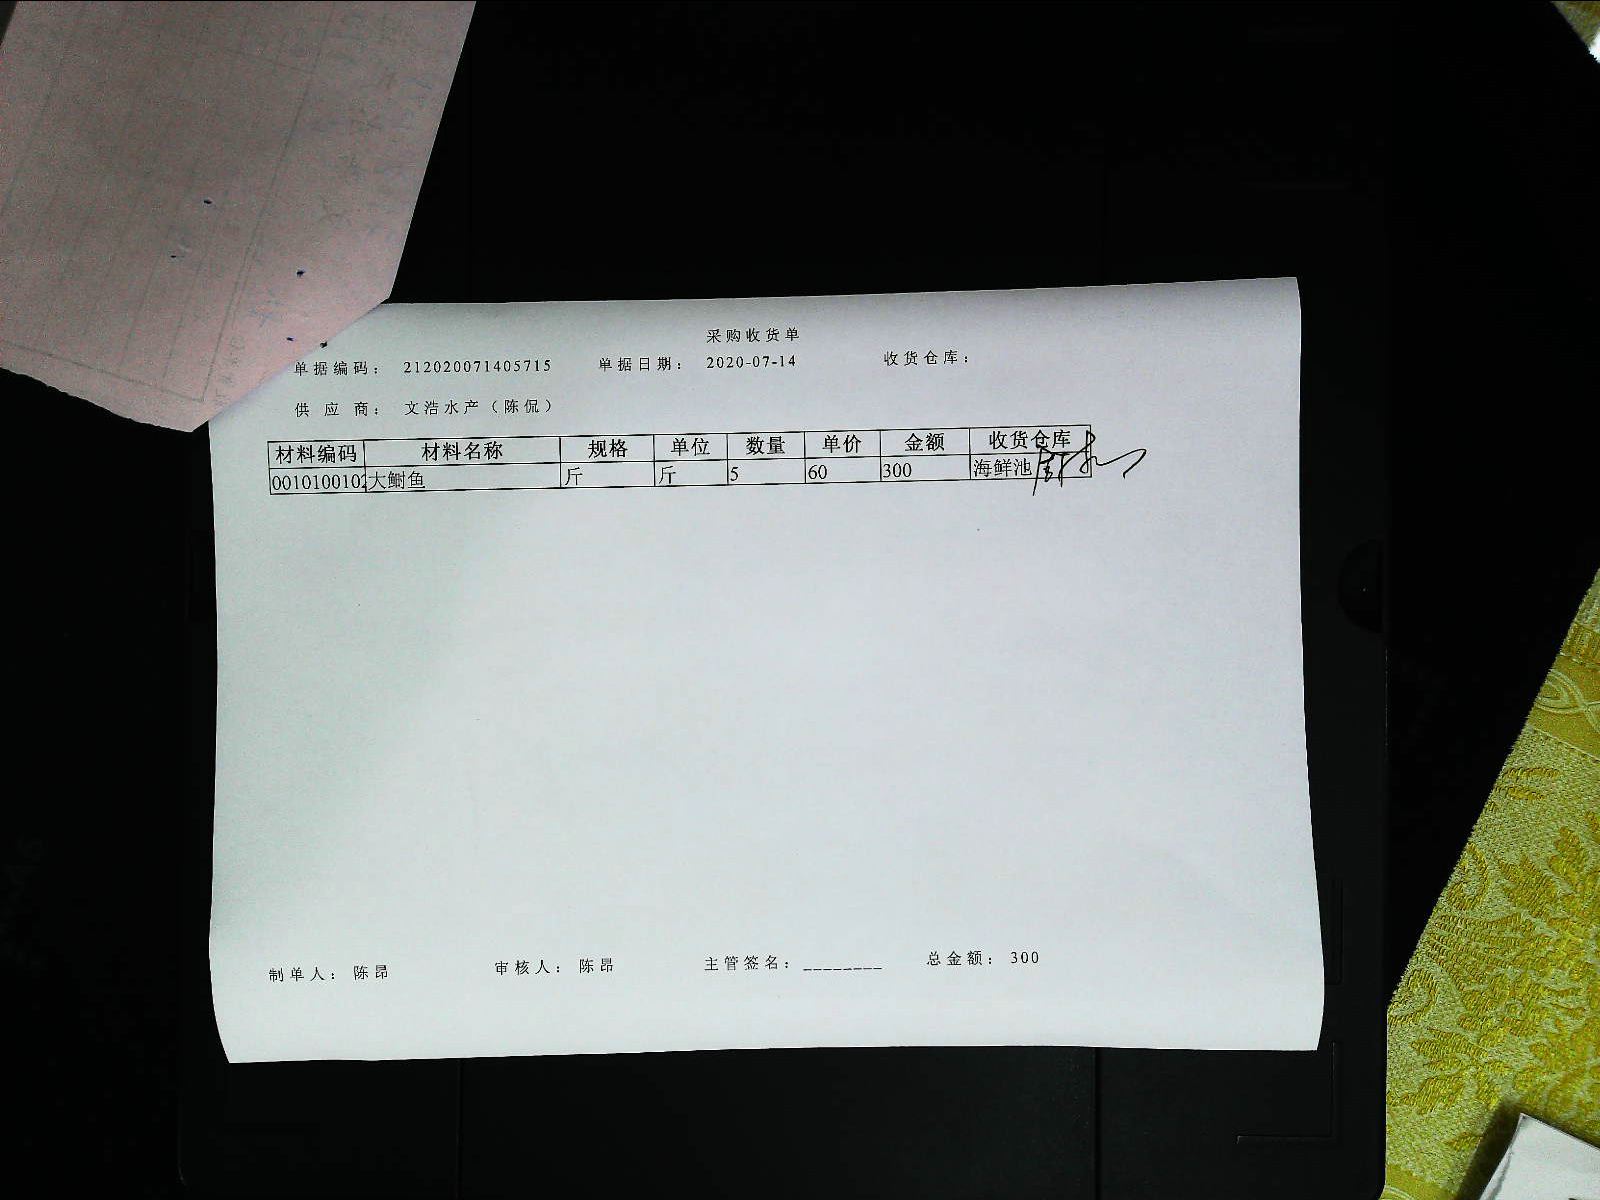 采购收货单
单据编码： 212020071405715 单据日期： 2020-07-14 收货仓库：
供 应 商： 文浩水产（陈侃）
材料编码 材料名称 规格 单位 数量 单价 金额 收货仓库
001010010 大鲥鱼 斤 斤 5 60 300 海鲜池
制单人： 陈昂 审核人： 陈昂 主管签名： ________ 总金额： 300